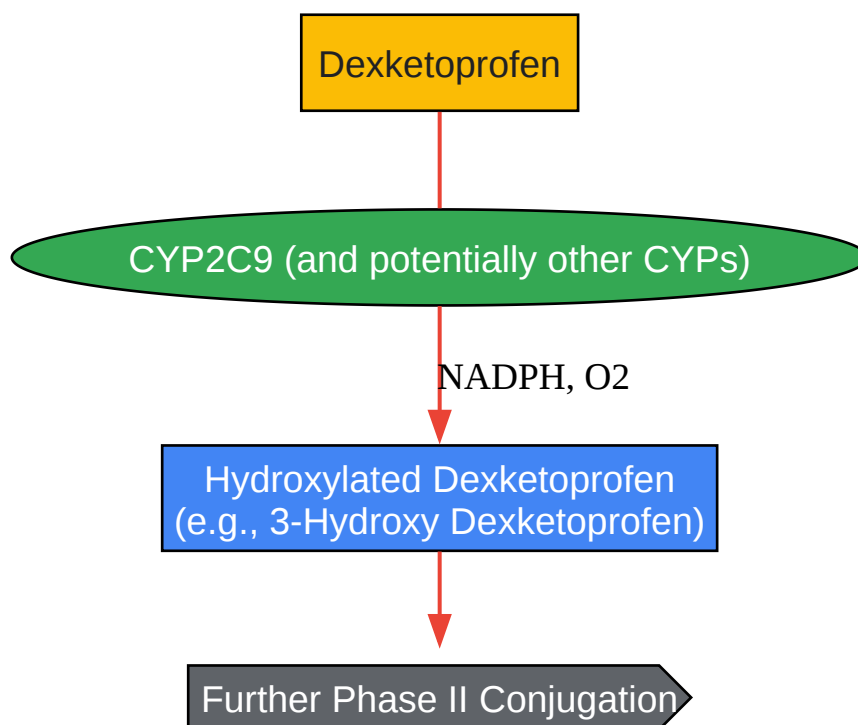 Dexketoprofen
CYP2C9 (and potentially other CYPs)
NADPH, O2
Hydroxylated Dexketoprofen
(e.g., 3-Hydroxy Dexketoprofen)
Further Phase II Conjugation